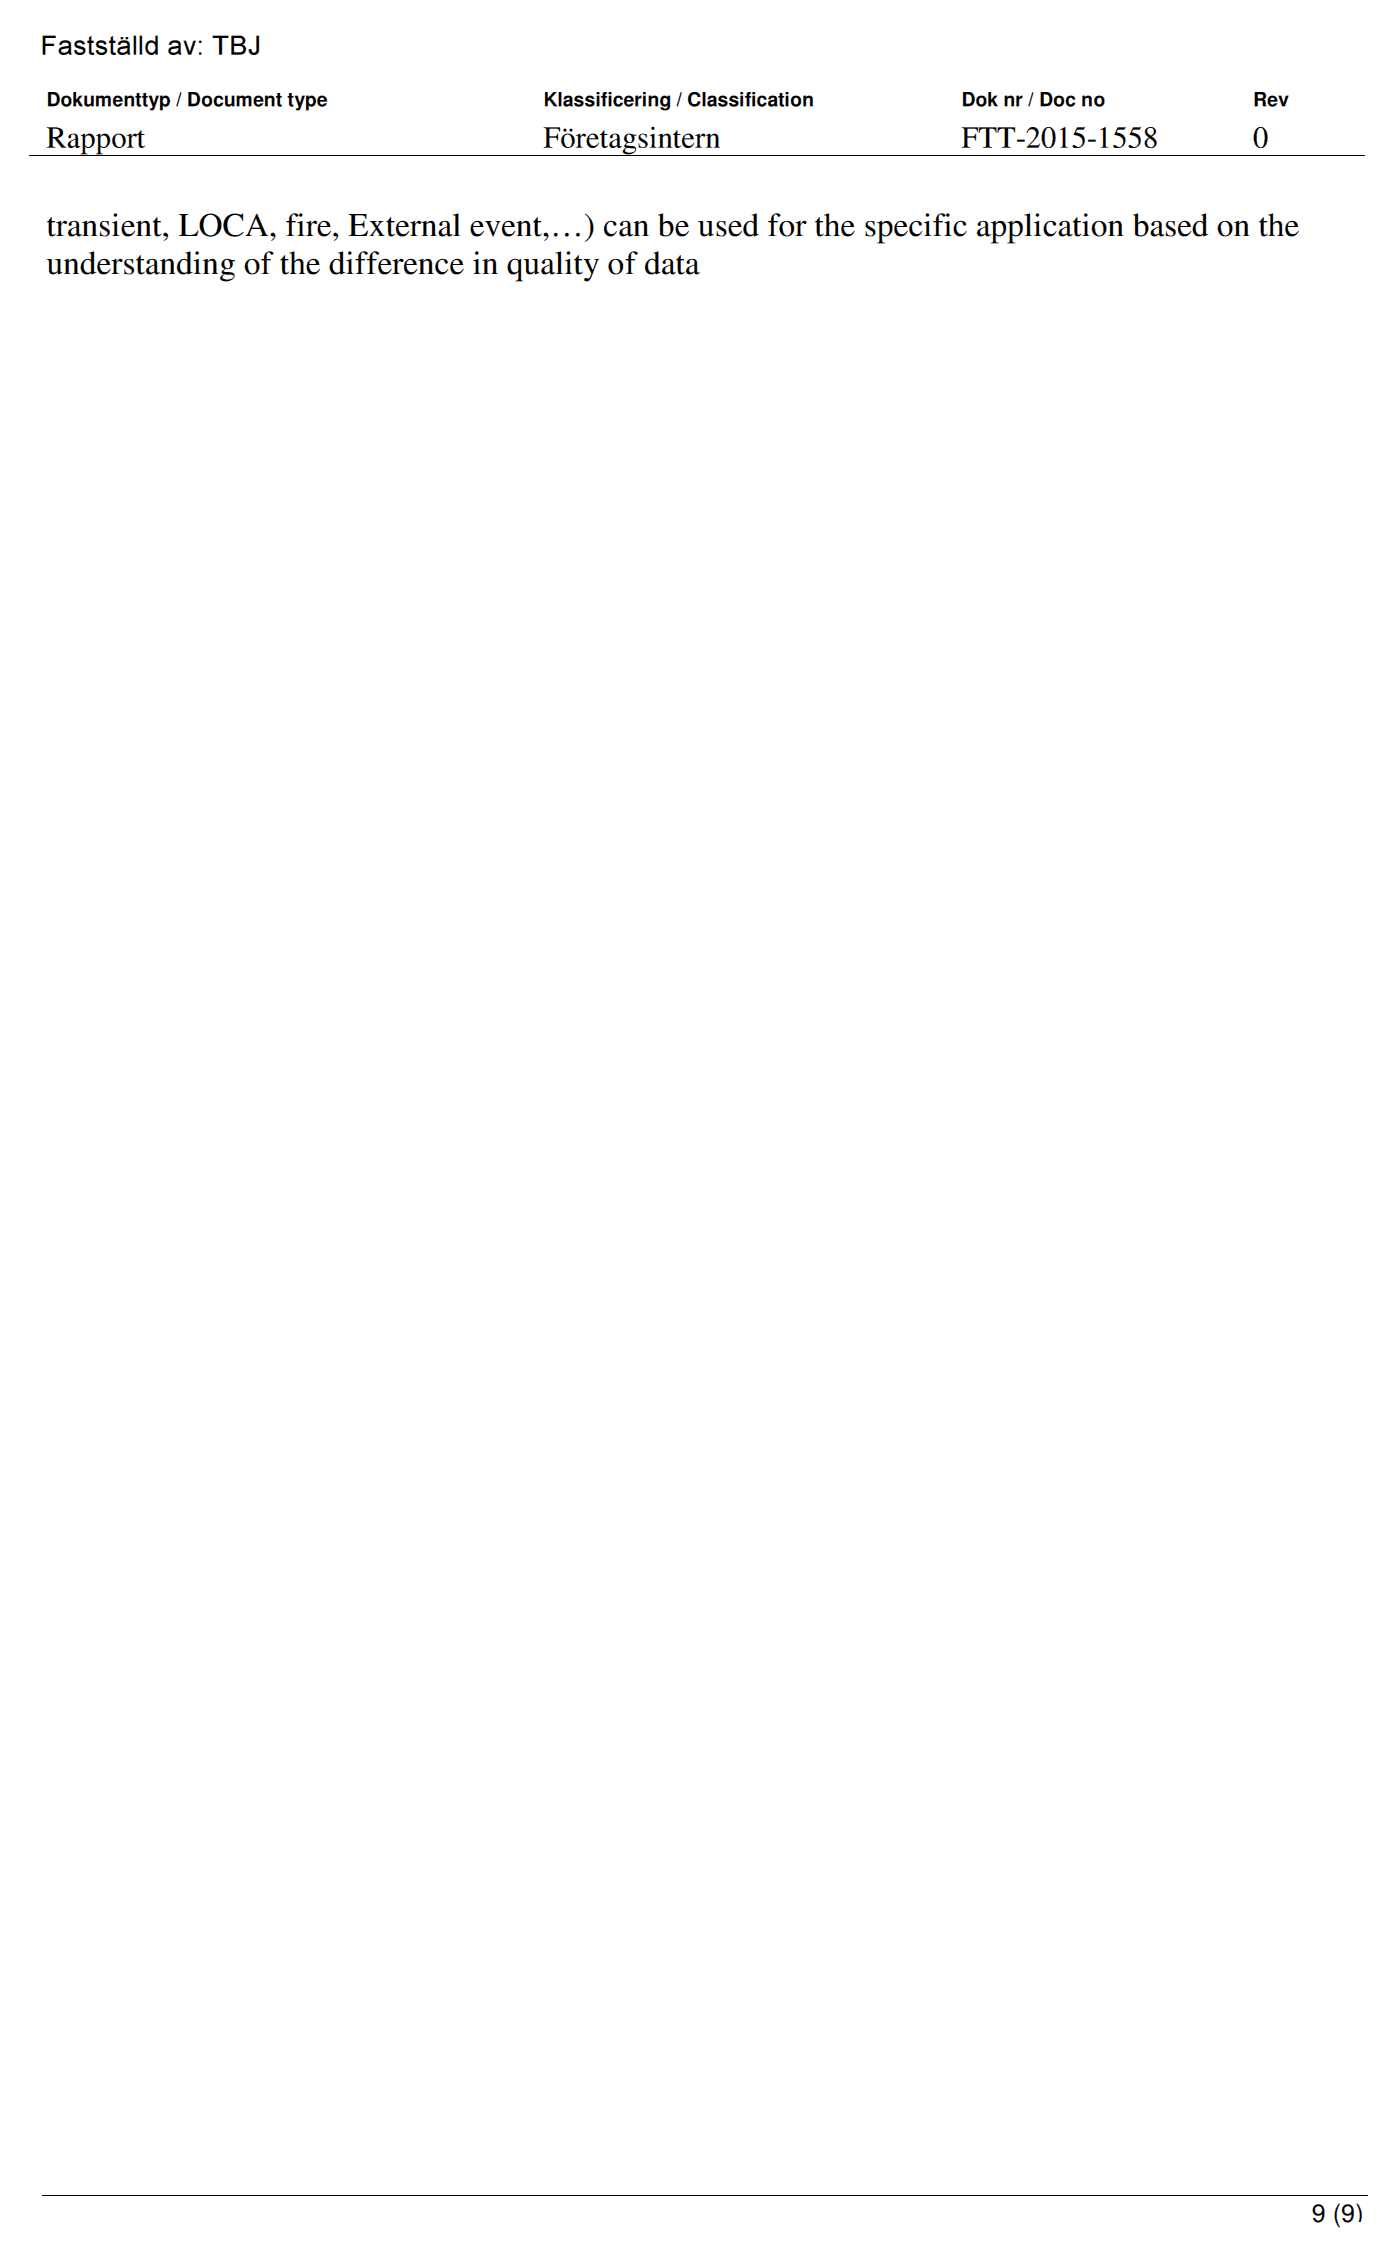 Fastställd av: TBJ
Dokumenttyp / Document type Klassificering / Classification Dok nr / Doc no Rev
Rapport Företagsintern FTT-2015-1558 0
transient, LOCA, fire, External event,…) can be used for the specific application based on the
understanding of the difference in quality of data
9 (9)